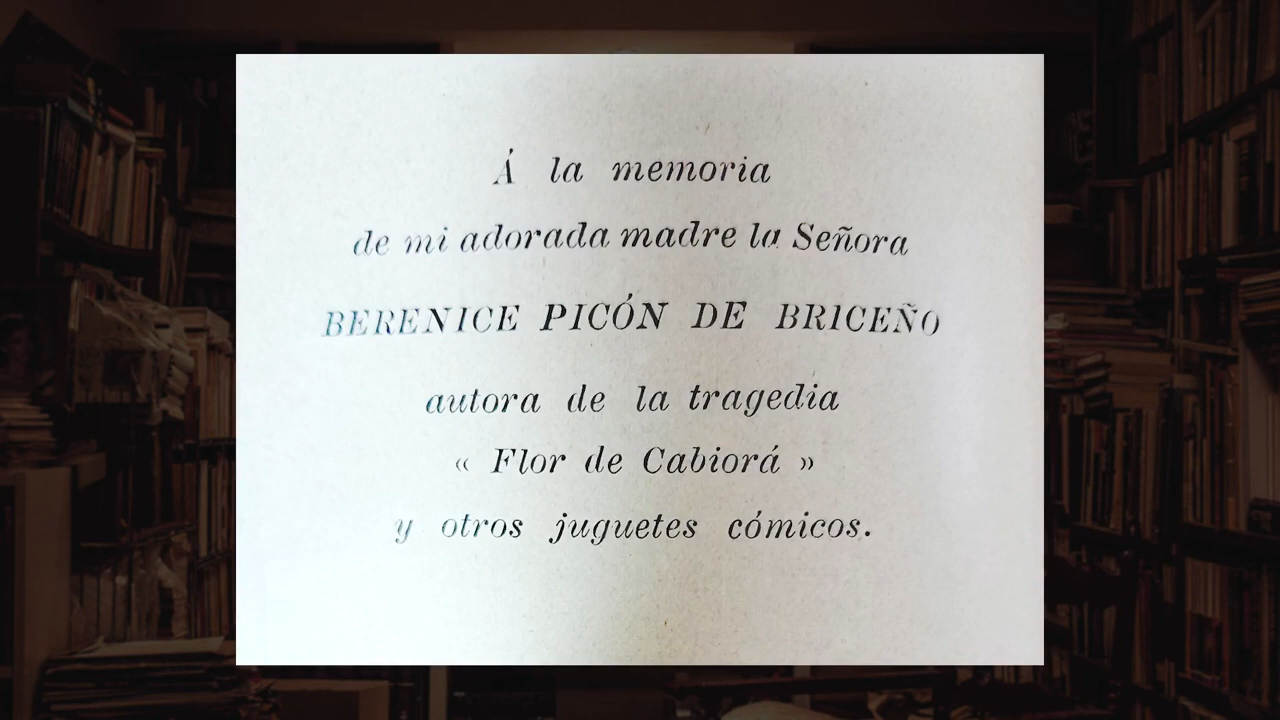 Á la memoria
de mi adorada madre la Señora
BERENICE PICÓN DE BRICEÑO
autora de la tragedia
« Flor de Cabiorá »
y otros juguetes cómicos.